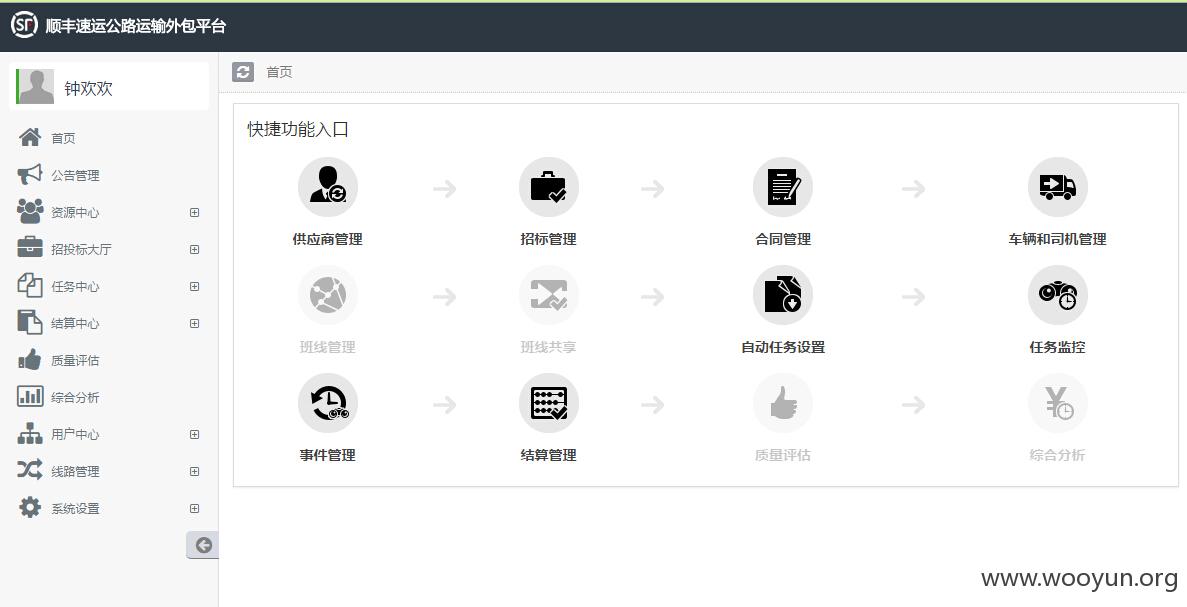 SF 顺丰速运公路运输外包平台
钟欢欢
首页
公告管理
资源中心
招投标大厅
任务中心
结算中心
质量评估
综合分析
用户中心
线路管理
系统设置
首页
快捷功能入口
供应商管理
招标管理
合同管理
车辆和司机管理
班线管理
班线共享
自动任务设置
任务监控
事件管理
结算管理
质量评估
综合分析
www.wooyun.org